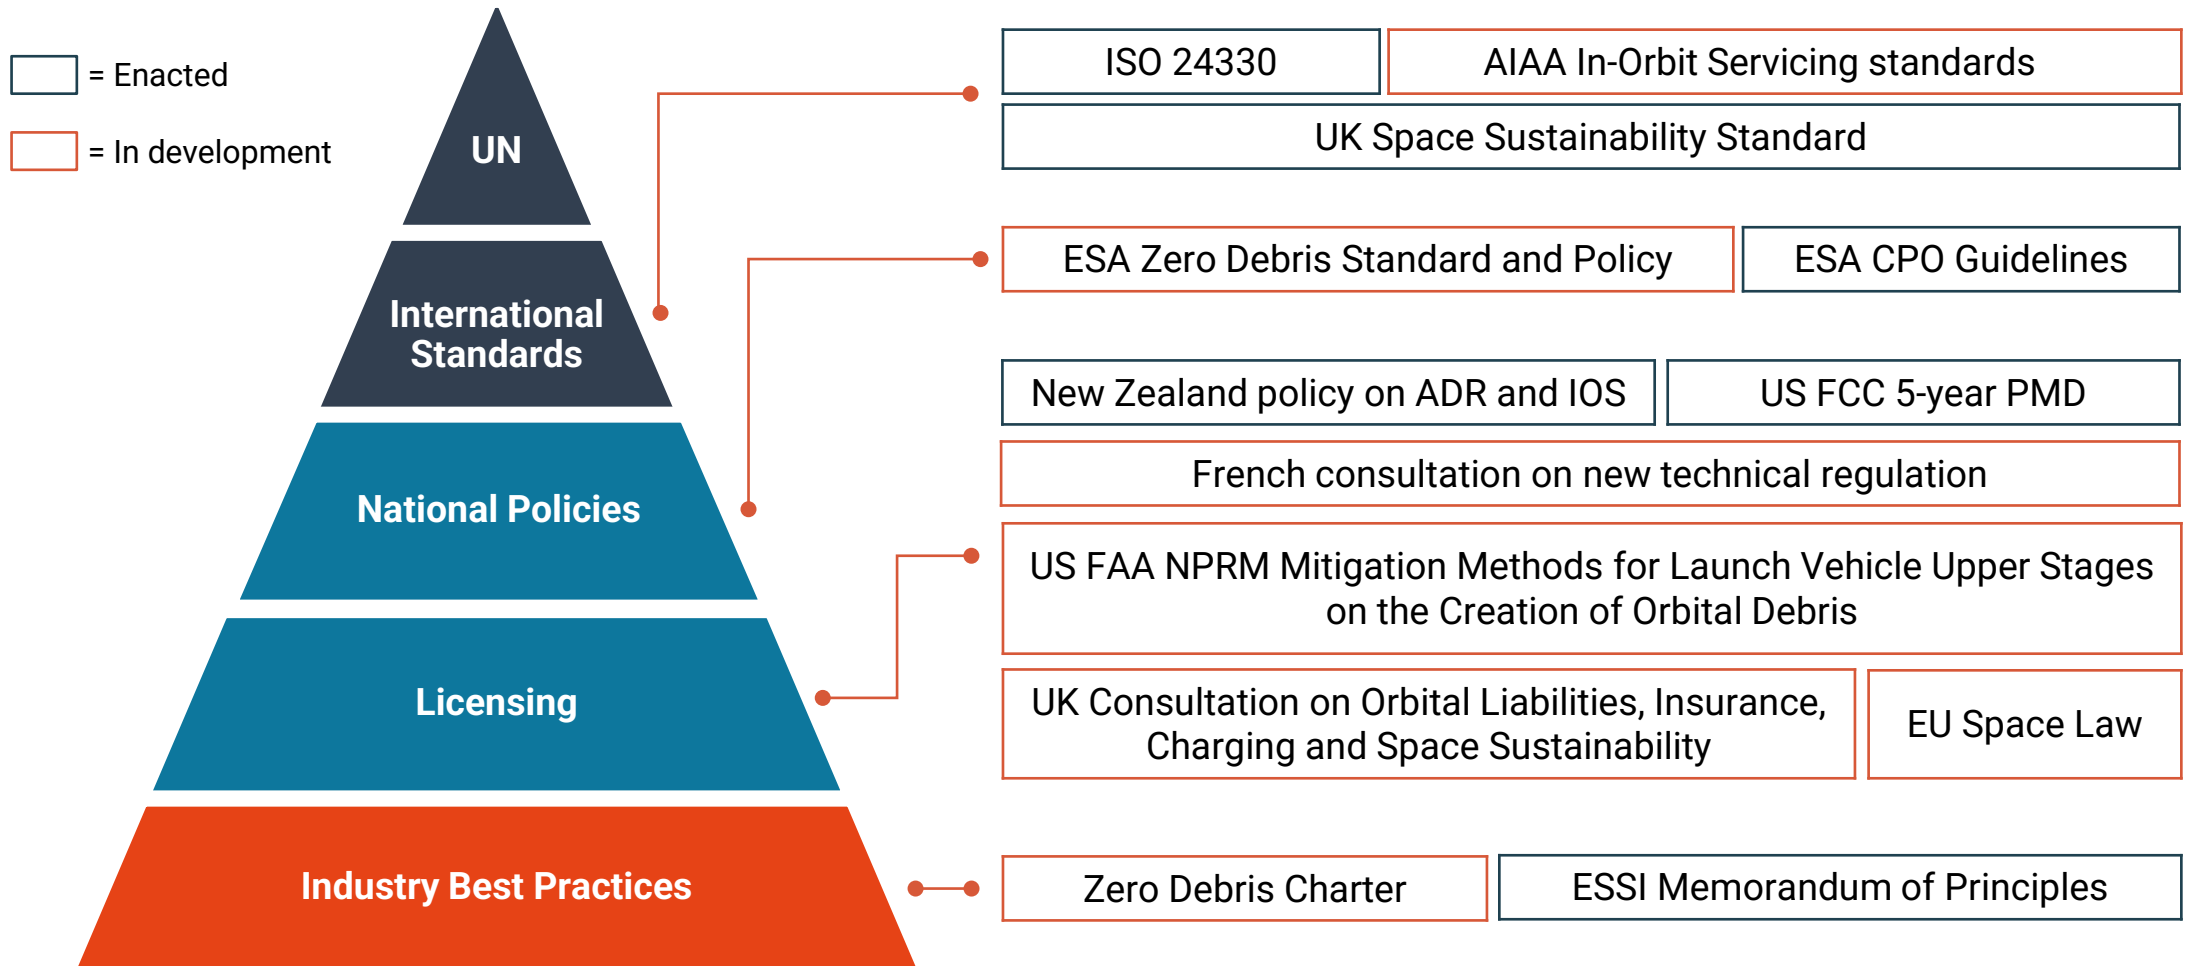 = Enacted
= In development
UN
International
Standards
National Policies
Licensing
Industry Best Practices
ISO 24330
AIAA In-Orbit Servicing standards
UK Space Sustainability Standard
ESA Zero Debris Standard and Policy
ESA CPO Guidelines
New Zealand policy on ADR and IOS
US FCC 5-year PMD
French consultation on new technical regulation
US FAA NPRM Mitigation Methods for Launch Vehicle Upper Stages
on the Creation of Orbital Debris
UK Consultation on Orbital Liabilities, Insurance,
Charging and Space Sustainability
EU Space Law
Zero Debris Charter
ESSI Memorandum of Principles